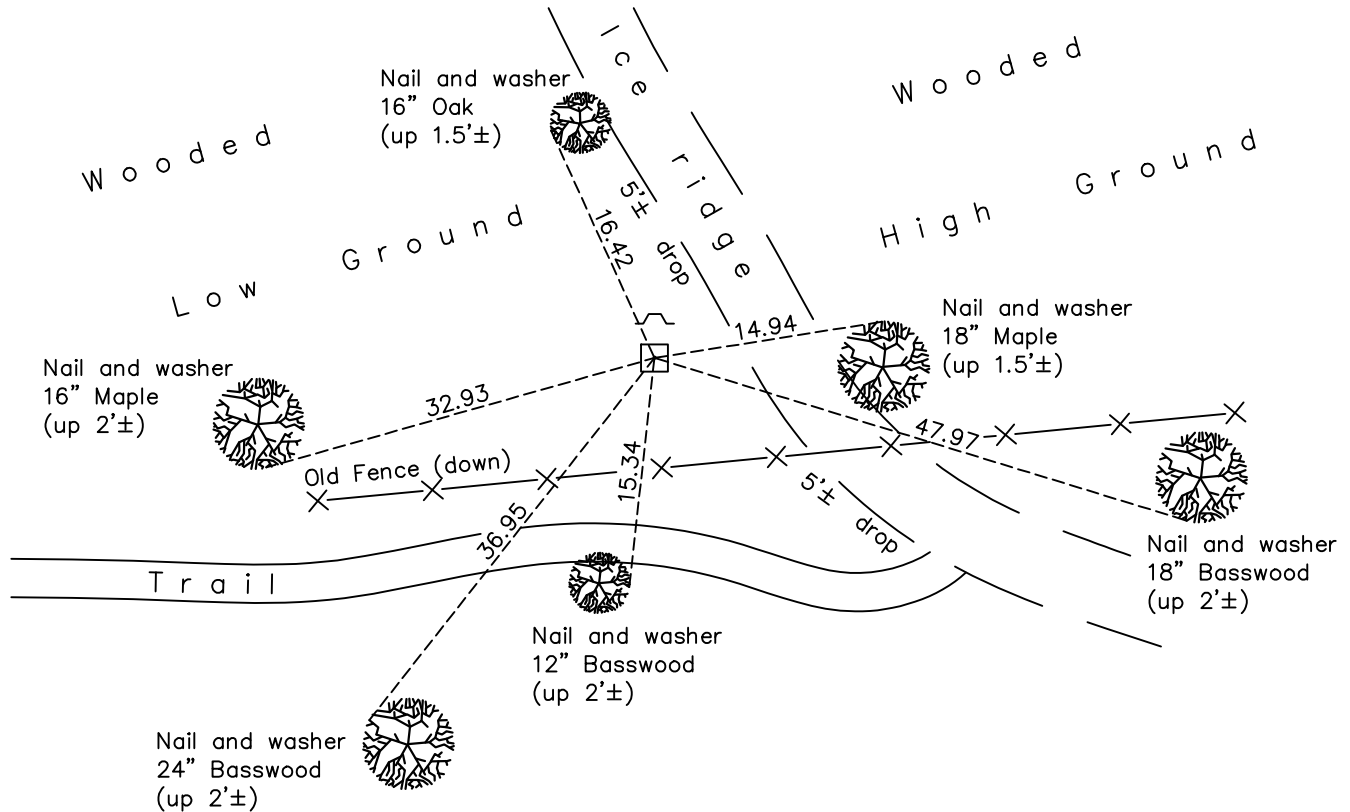 Ice ridge
Wooded
Wooded
Nail and washer
16" Oak
(up 1.5'±)
High Ground
Low Ground
5'± drop
16.42
14.94
Nail and washer
18" Maple
(up 1.5'±)
Nail and washer
16" Maple
(up 2'±)
32.93
47.97
Old Fence (down)
15.34
36.95
5'± drop
Trail
Nail and washer
18" Basswood
(up 2'±)
Nail and washer
12" Basswood
(up 2'±)
Nail and washer
24" Basswood
(up 2'±)